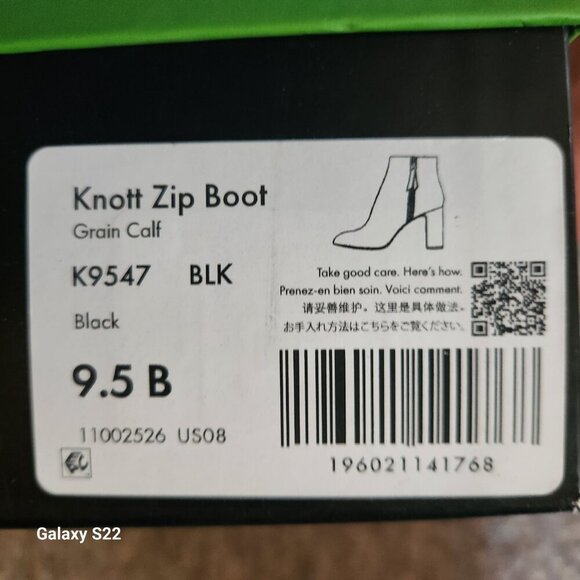 Knott Zip Boot
Grain Calf
K9547 BLK
Black
9.5 B
11002526 US08
Take good care. Here's how.
Prenez-en bien soin. Voici comment.
请妥善维护。这里是具体做法。
お手入れ方法はこちらをご覧ください。
196021141768
Galaxy S22